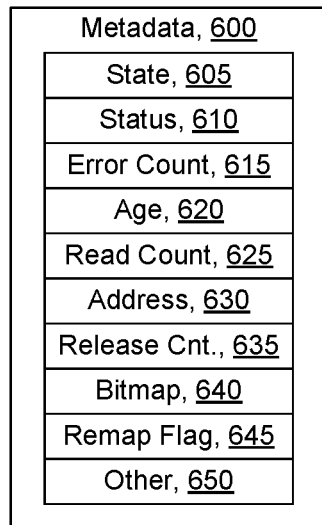 Metadata, 600
State, 605
Status, 610
Error Count, 615
Age, 620
Read Count, 625
Address, 630
Release Cnt., 635
Bitmap, 640
Remap Flag, 645
Other, 650